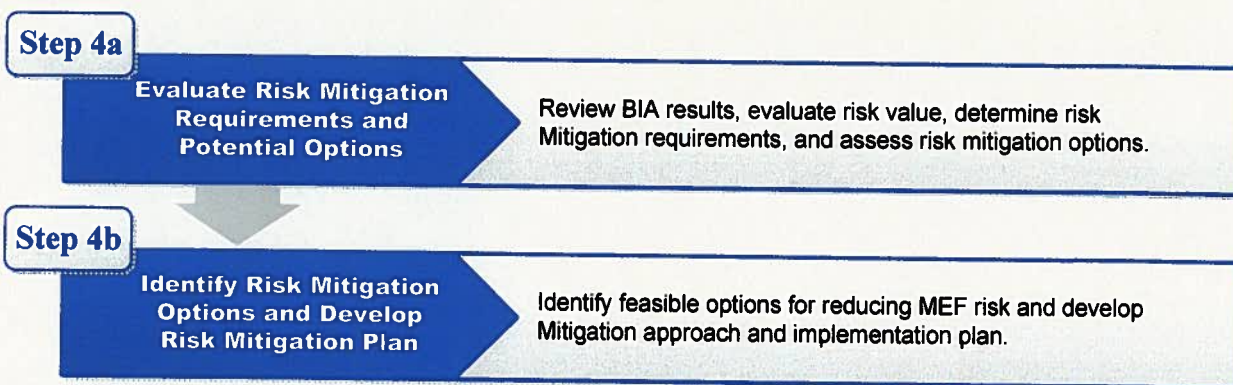 Step 4a
Evaluate Risk Mitigation
Requirements and
Potential Options
Review BIA results, evaluate risk value, determine risk
Mitigation requirements, and assess risk mitigation options.
Step 4b
Identify Risk Mitigation
Options and Develop
Risk Mitigation Plan
Identify feasible options for reducing MEF risk and develop
Mitigation approach and implementation plan.